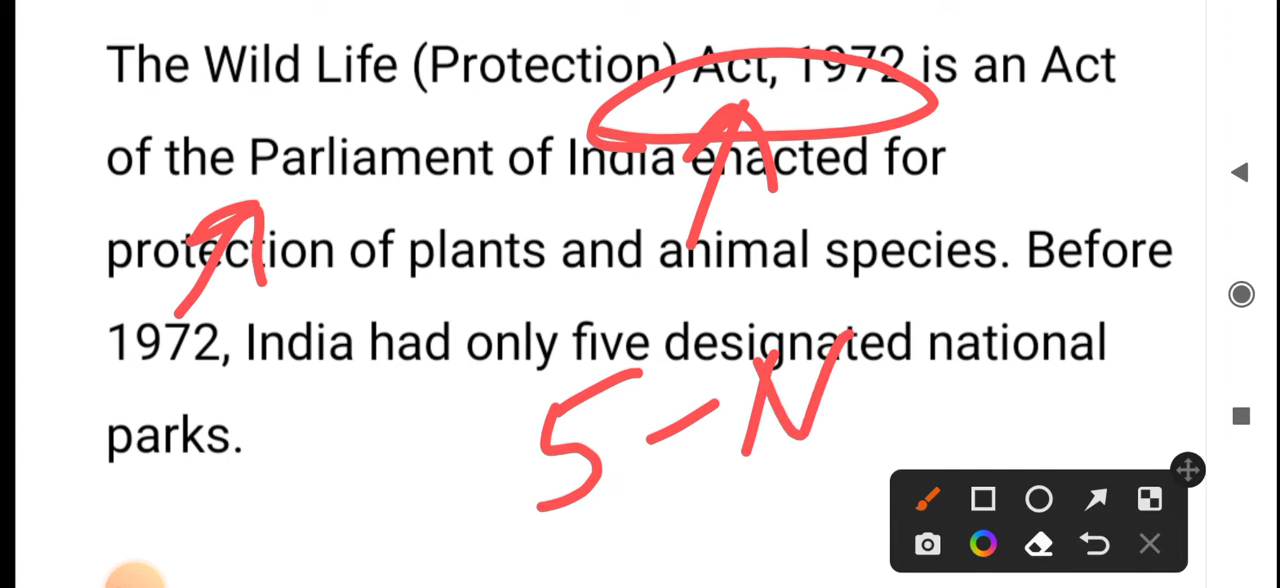 The Wild Life (Protection) Act, 1972 is an Act
of the Parliament of India enacted for
protection of plants and animal species. Before
1972, India had only five designated national
parks.
5-N